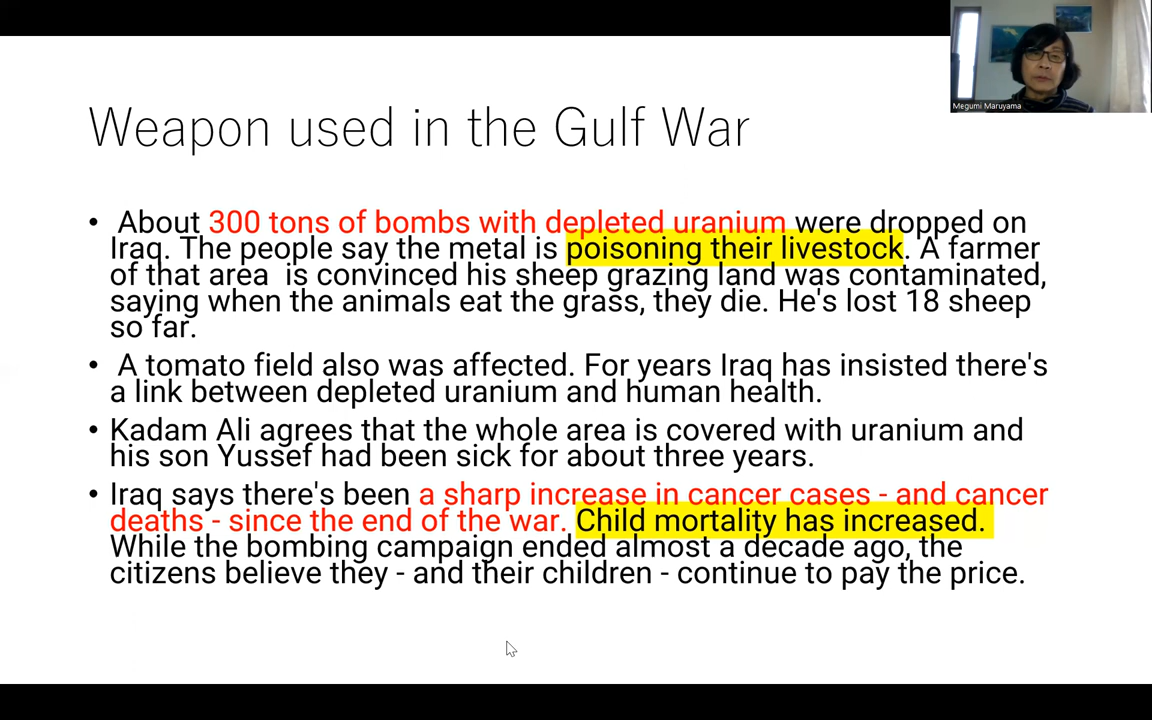 Megumi Maruyama
Weapon used in the Gulf War
• About 300 tons of bombs with depleted uranium were dropped on
Iraq. The people say the metal is poisoning their livestock. A farmer
of that area is convinced his sheep grazing land was contaminated,
saying when the animals eat the grass, they die. He's lost 18 sheep
so far.
• A tomato field also was affected. For years Iraq has insisted there's
a link between depleted uranium and human health.
• Kadam Ali agrees that the whole area is covered with uranium and
his son Yussef had been sick for about three years.
• Iraq says there's been a sharp increase in cancer cases - and cancer
deaths - since the end of the war. Child mortality has increased.
While the bombing campaign ended almost a decade ago, the
citizens believe they - and their children - continue to pay the price.